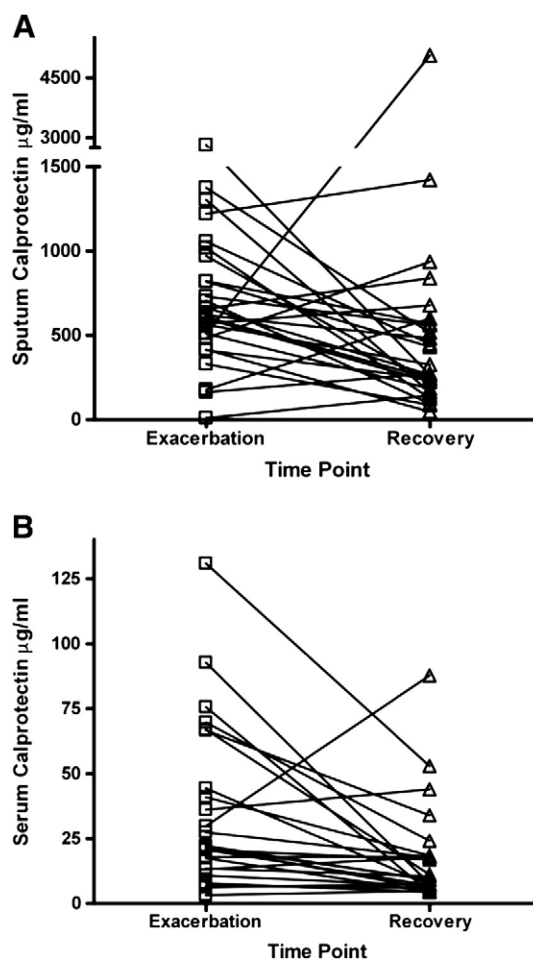 A
Sputum Calprotectin µg/ml
4500
3000
1500
1000
500
0
Exacerbation
Recovery
Time Point
B
Serum Calprotectin µg/ml
125
100
75
50
25
0
Exacerbation
Recovery
Time Point